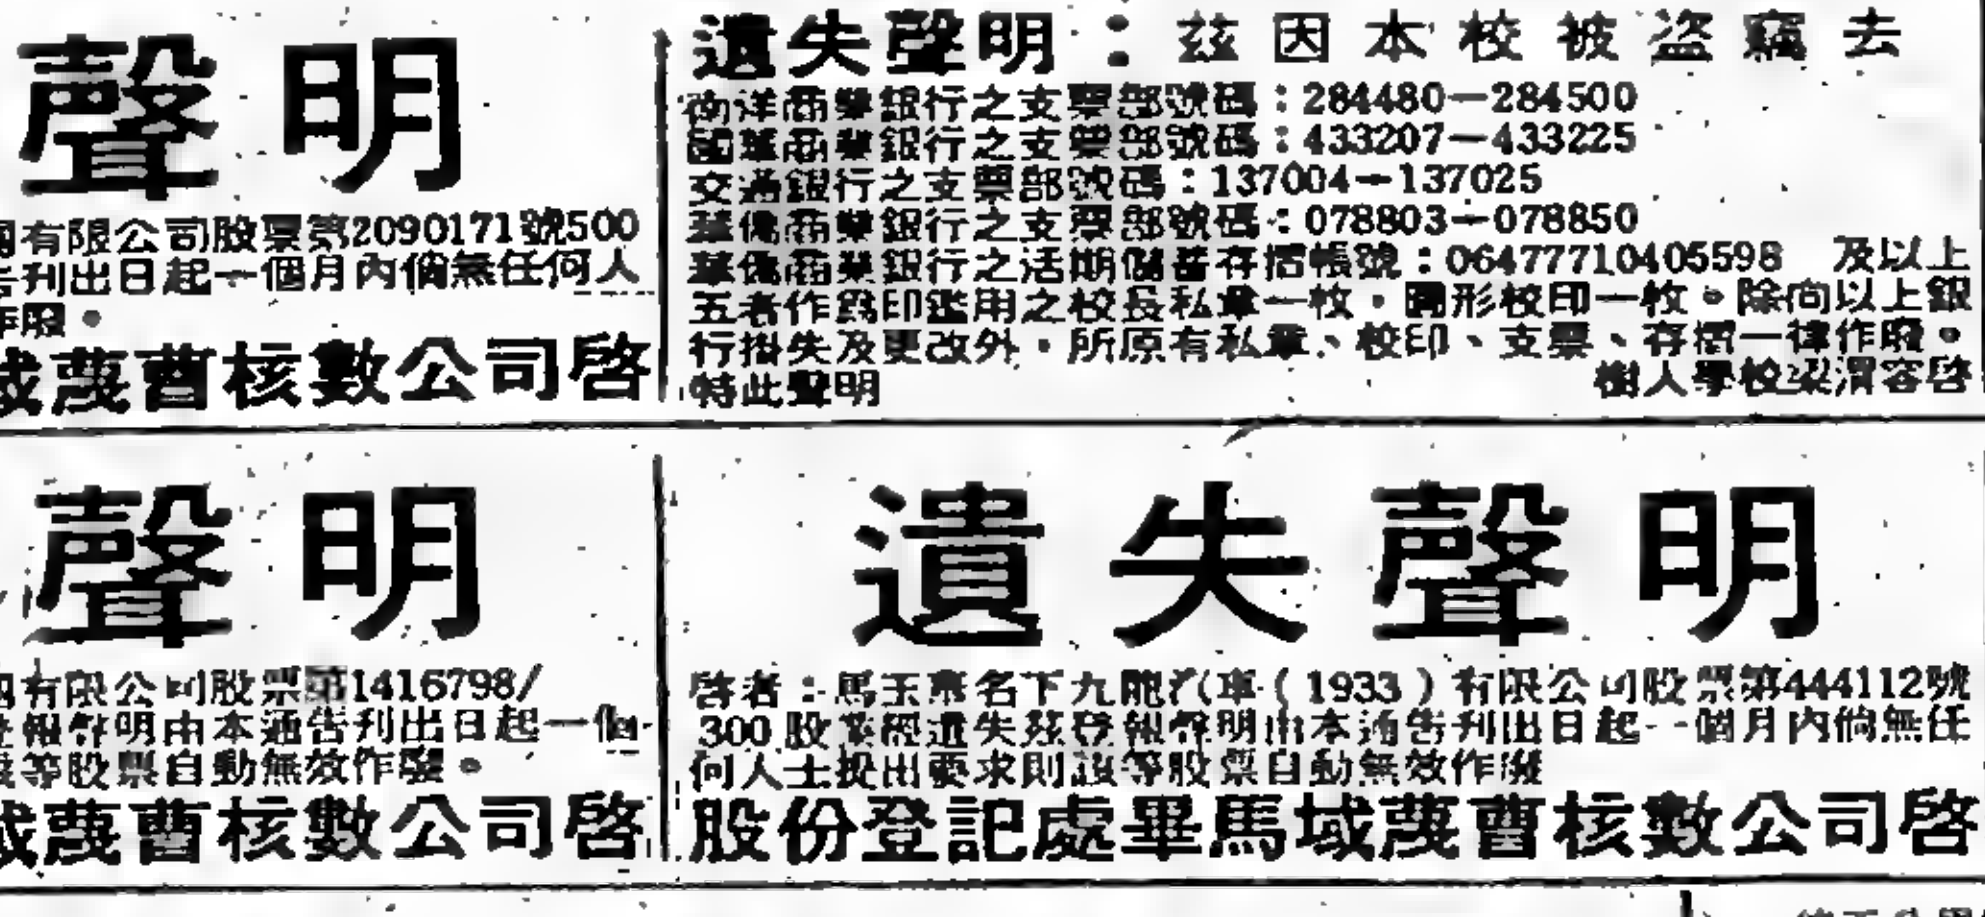 聲明
有限公司股票第2090171號500
刊出日起一個月內倘無任何人
作廢。
域蔑曹核數公司啓
遺失聲明：茲因本校被盜竊去
南洋商業銀行之支票部號碼：284480—284500
國華商業銀行之支票部號碼：433207—433225
交通銀行之支票部號碼：137004—137025
華僑商業銀行之支票部號碼：078803—078850
華僑商業銀行之活期儲蓄存摺帳號：06477710405598 及以上
五者作爲印鑑用之校長私章一枚，圓形校印一枚。除向以上銀
行掛失及更改外，所原有私章、校印、支票、存摺一律作廢。
特此聲明
樹人學校梁渭容啓
聲明
有限公司股票第1416798/
登報聲明由本通告刊出日起一個
等股票自動無效作廢。
域蔑曹核數公司啓
遺失聲明
啓者：馬玉名下九龍汽車(1933)有限公司股票第444112號
300股業經遺失茲登報聲明由本通告刊出日起一個月內倘無任
何人士提出要求則該等股票自動無效作廢
股份登記處畢馬域蔑曹核數公司啓